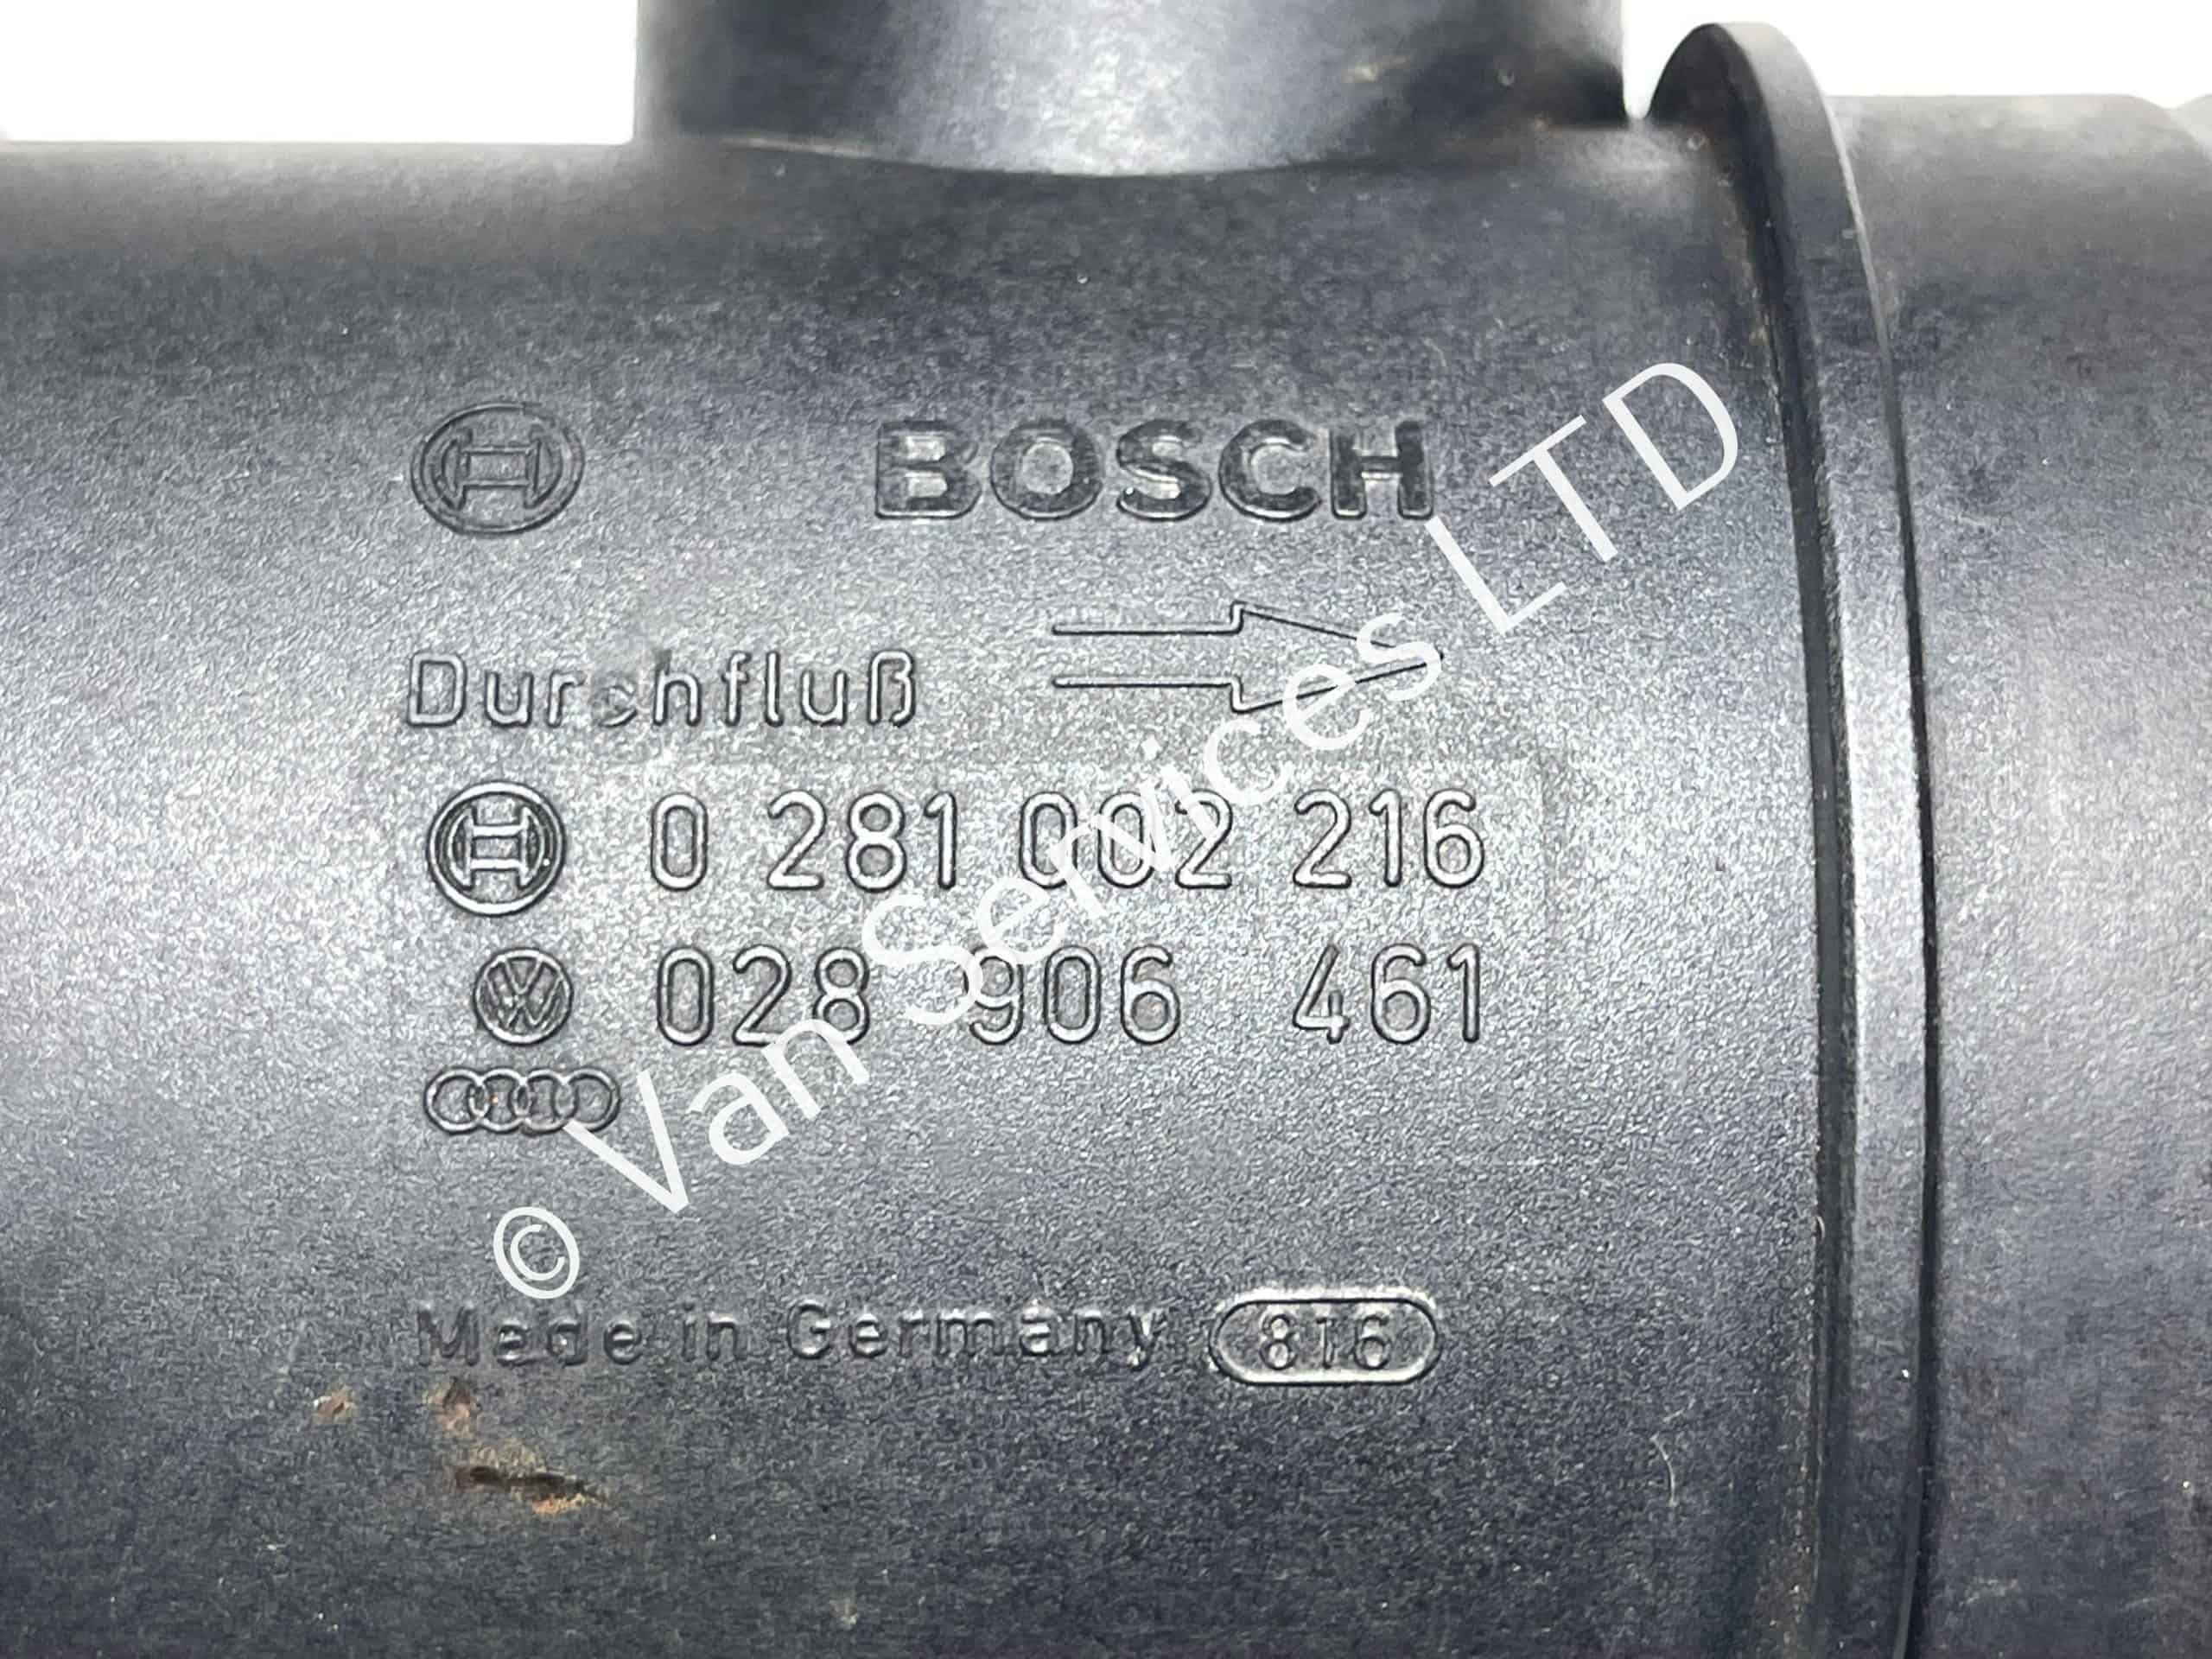 BOSCH
Durchfluß
0 281 002 216
028 906 461
Made in Germany 816
© Van Services LTD